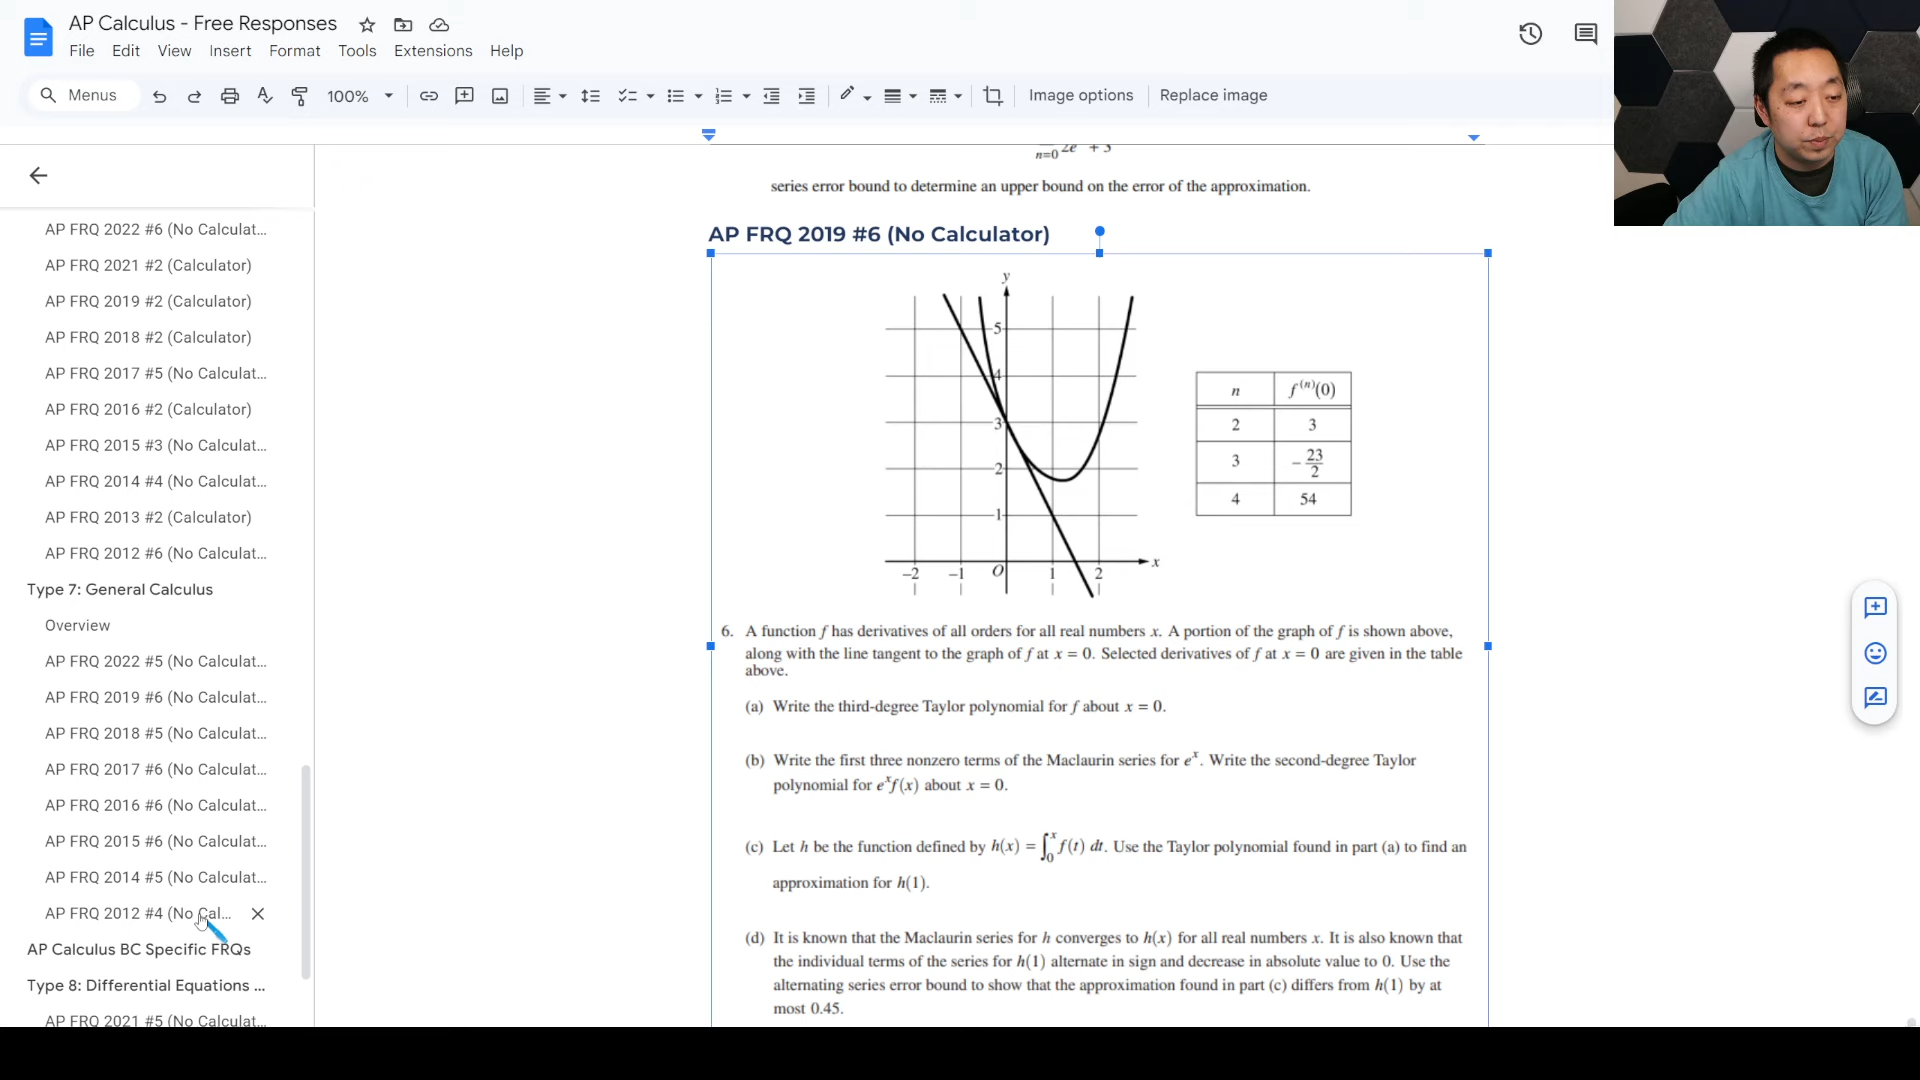 AP Calculus - Free Responses
File Edit View Insert Format Tools Extensions Help
Menus 100% Image options Replace image
AP FRQ 2022 #6 (No Calculat...
AP FRQ 2021 #2 (Calculator)
AP FRQ 2019 #2 (Calculator)
AP FRQ 2018 #2 (Calculator)
AP FRQ 2017 #5 (No Calculat...
AP FRQ 2016 #2 (Calculator)
AP FRQ 2015 #3 (No Calculat...
AP FRQ 2014 #4 (No Calculat...
AP FRQ 2013 #2 (Calculator)
AP FRQ 2012 #6 (No Calculat...
Type 7: General Calculus
Overview
AP FRQ 2022 #5 (No Calculat...
AP FRQ 2019 #6 (No Calculat...
AP FRQ 2018 #5 (No Calculat...
AP FRQ 2017 #6 (No Calculat...
AP FRQ 2016 #6 (No Calculat...
AP FRQ 2015 #6 (No Calculat...
AP FRQ 2014 #5 (No Calculat...
AP FRQ 2012 #4 (No Cal...
AP Calculus BC Specific FRQs
Type 8: Differential Equations ...
AP FRQ 2021 #5 (No Calculat...
n=0 2e + 3
series error bound to determine an upper bound on the error of the approximation.
AP FRQ 2019 #6 (No Calculator)
y
5
4
3
2
1
-2 -1 O 1 2 x
n f⁽ⁿ⁾(0)
2 3
3 -23/2
4 54
6. A function f has derivatives of all orders for all real numbers x. A portion of the graph of f is shown above,
along with the line tangent to the graph of f at x = 0. Selected derivatives of f at x = 0 are given in the table
above.
(a) Write the third-degree Taylor polynomial for f about x = 0.
(b) Write the first three nonzero terms of the Maclaurin series for eˣ. Write the second-degree Taylor
polynomial for eˣf(x) about x = 0.
(c) Let h be the function defined by h(x) = ∫₀ˣ f(t) dt. Use the Taylor polynomial found in part (a) to find an
approximation for h(1).
(d) It is known that the Maclaurin series for h converges to h(x) for all real numbers x. It is also known that
the individual terms of the series for h(1) alternate in sign and decrease in absolute value to 0. Use the
alternating series error bound to show that the approximation found in part (c) differs from h(1) by at
most 0.45.